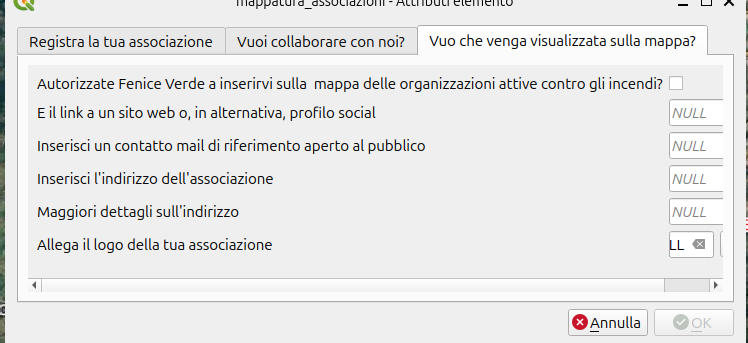 mappatura_associazioni - Attributi elemento
Registra la tua associazione
Vuoi collaborare con noi?
Vuo che venga visualizzata sulla mappa?
Autorizzate Fenice Verde a inserirvi sulla mappa delle organizzazioni attive contro gli incendi?
E il link a un sito web o, in alternativa, profilo social
NULL
Inserisci un contatto mail di riferimento aperto al pubblico
NULL
Inserisci l'indirizzo dell'associazione
NULL
Maggiori dettagli sull'indirizzo
NULL
Allega il logo della tua associazione
LL
Annulla
OK